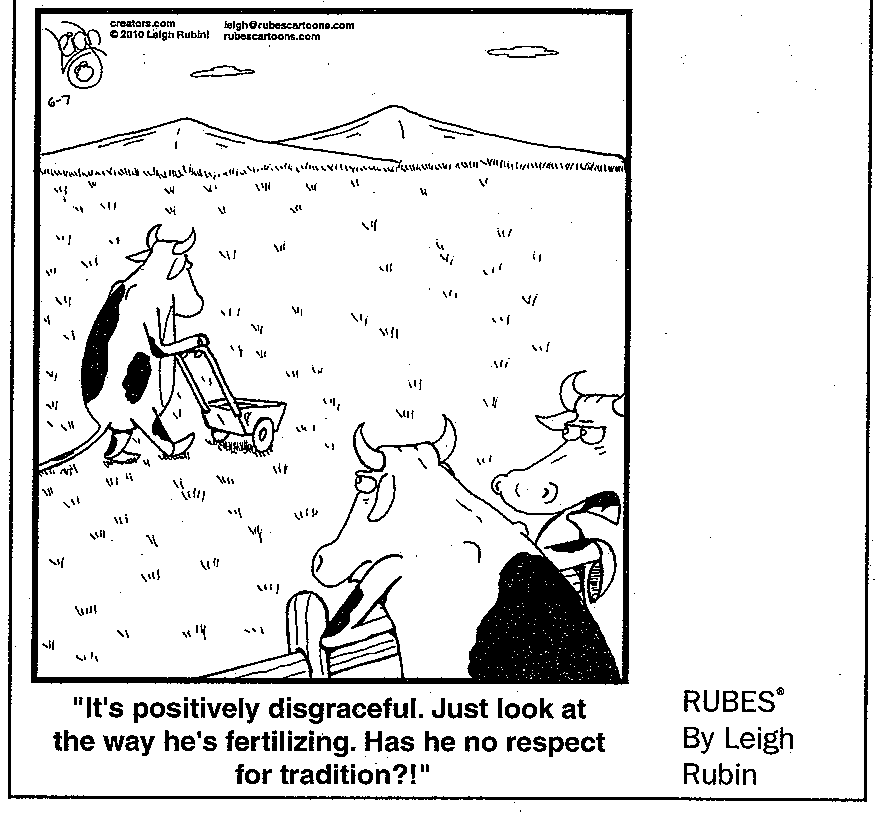 creators.com
© 2010 Leigh Rubin!
leigh@rubescartoons.com
rubescartoons.com
6-7
"It's positively disgraceful. Just look at
the way he's fertilizing. Has he no respect
for tradition?!"
RUBES®
By Leigh
Rubin